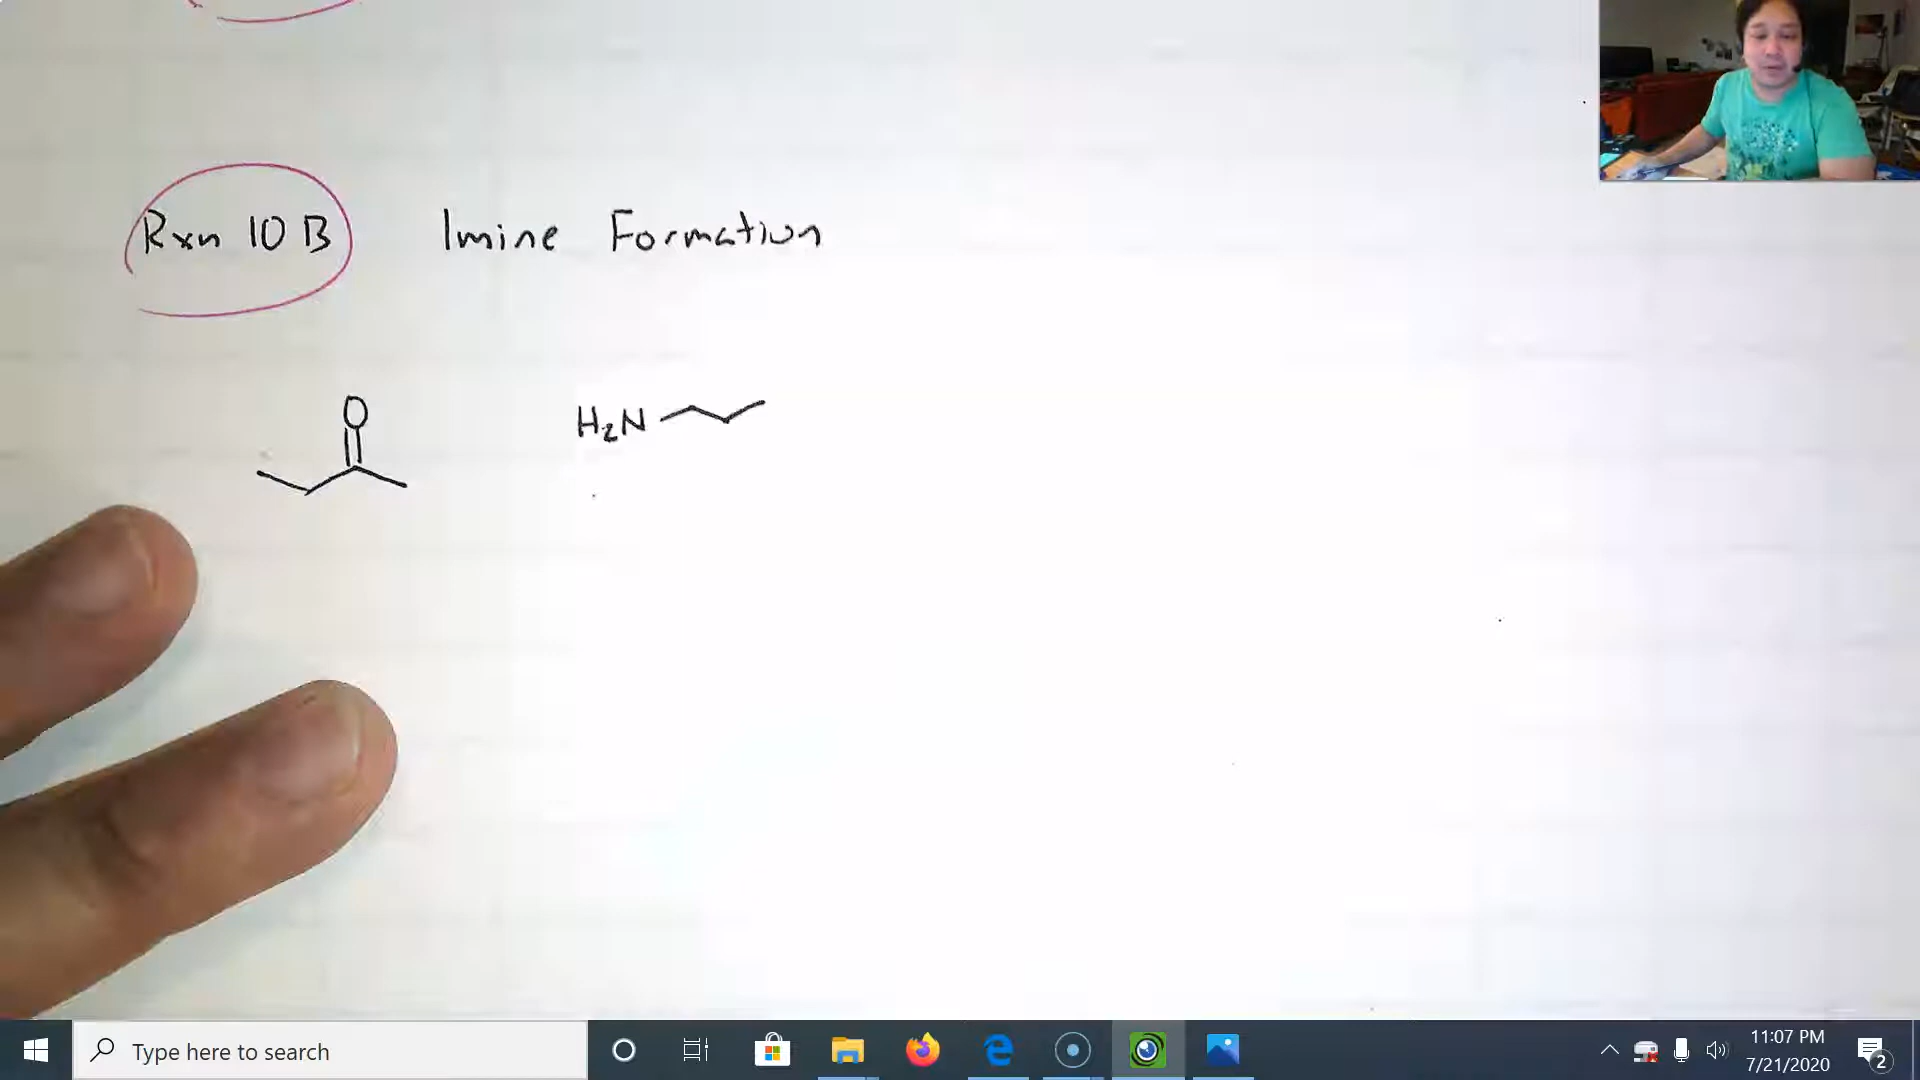 Rxn 10 B Imine Formation
O
H₂N
Type here to search
11:07 PM
7/21/2020
2